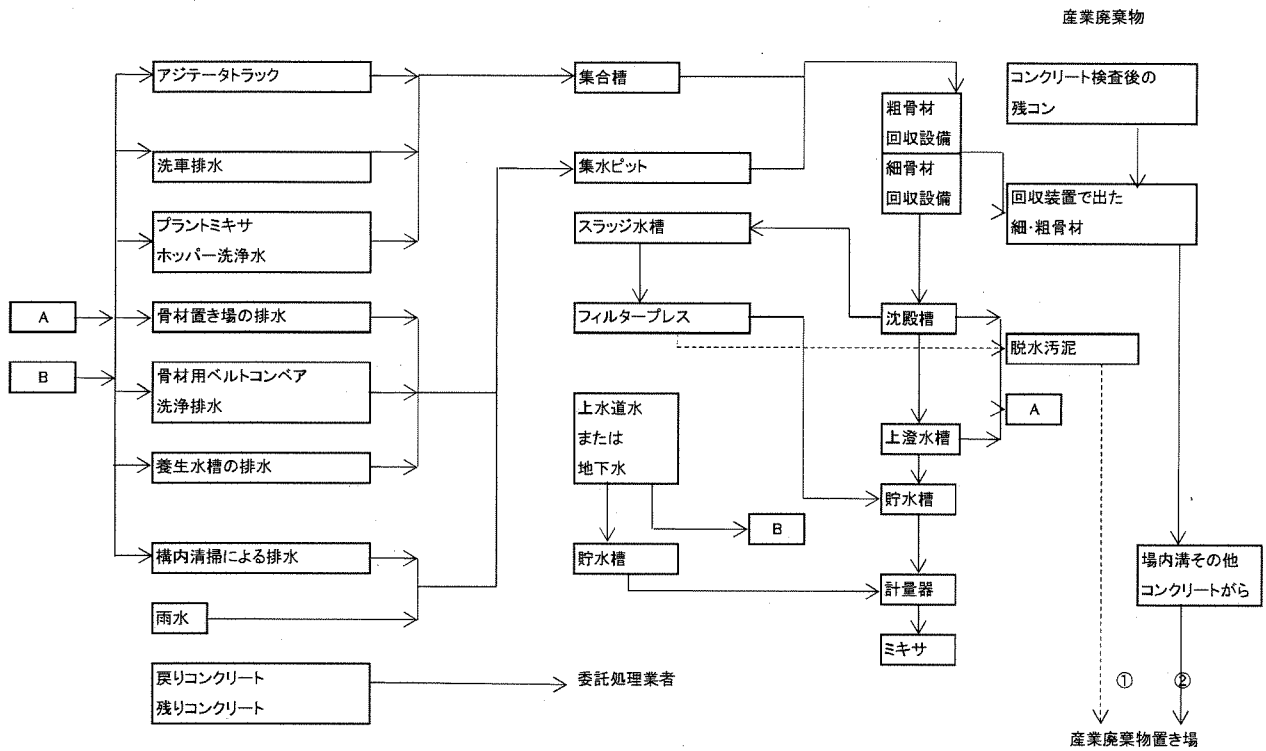 産業廃棄物
アジテータトラック
洗車排水
プラントミキサ
ホッパー洗浄水
A
B
骨材置き場の排水
骨材用ベルトコンベア
洗浄排水
養生水槽の排水
構内清掃による排水
雨水
戻りコンクリート
残りコンクリート
委託処理業者
集合槽
集水ピット
スラッジ水槽
フィルタープレス
上水道水
または
地下水
B
貯水槽
粗骨材
回収設備
細骨材
回収設備
沈殿槽
上澄水槽
貯水槽
計量器
ミキサ
コンクリート検査後の
残コン
回収装置で出た
細・粗骨材
脱水汚泥
A
場内溝その他
コンクリートがら
①
②
産業廃棄物置き場